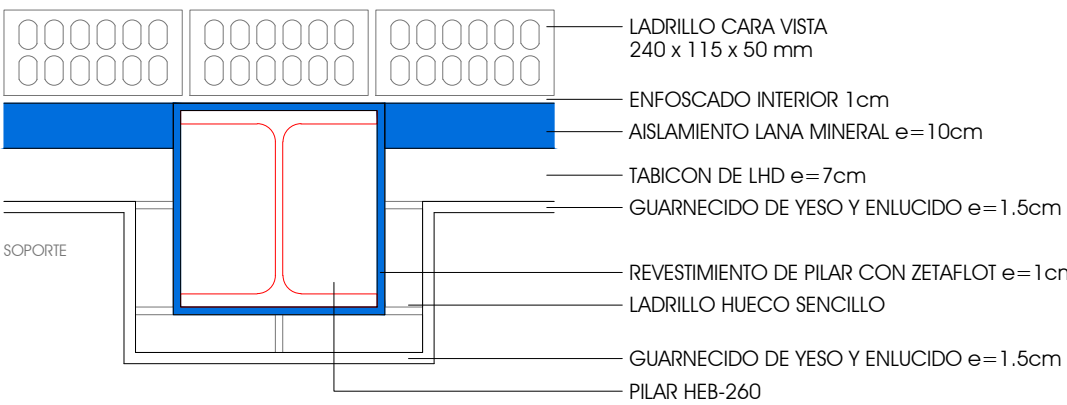 LADRILLO CARA VISTA
240 x 115 x 50 mm
ENFOSCADO INTERIOR 1cm
AISLAMIENTO LANA MINERAL e=10cm
TABICON DE LHD e=7cm
GUARNECIDO DE YESO Y ENLUCIDO e=1.5cm
SOPORTE
REVESTIMIENTO DE PILAR CON ZETAFLOT e=1cm
LADRILLO HUECO SENCILLO
GUARNECIDO DE YESO Y ENLUCIDO e=1.5cm
PILAR HEB-260